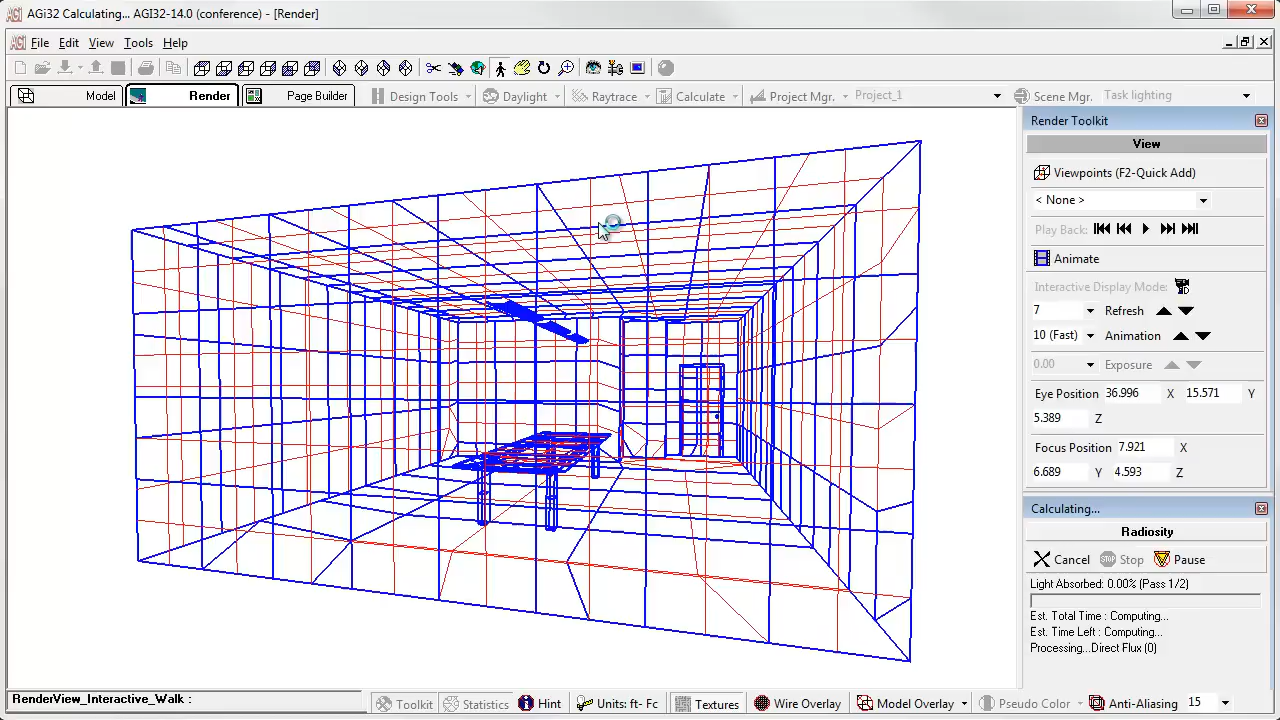 AGi32 Calculating... AGI32-14.0 (conference) - [Render]
AGI File Edit View Tools Help
Model Render Page Builder Design Tools Daylight Raytrace Calculate Project Mgr. Project_1 Scene Mgr. Task lighting
Render Toolkit
View
Viewpoints (F2-Quick Add)
< None >
Play Back:
Animate
Interactive Display Mode:
7 Refresh
10 (Fast) Animation
0.00 Exposure
Eye Position 36.996 X 15.571 Y
5.389 Z
Focus Position 7.921 X
6.689 Y 4.593 Z
Calculating...
Radiosity
Cancel STOP Stop Pause
Light Absorbed: 0.00% (Pass 1/2)
Est. Total Time : Computing...
Est. Time Left : Computing...
Processing...Direct Flux (0)
RenderView_Interactive_Walk :
Toolkit Statistics Hint Units: ft- Fc Textures Wire Overlay Model Overlay Pseudo Color Anti-Aliasing 15